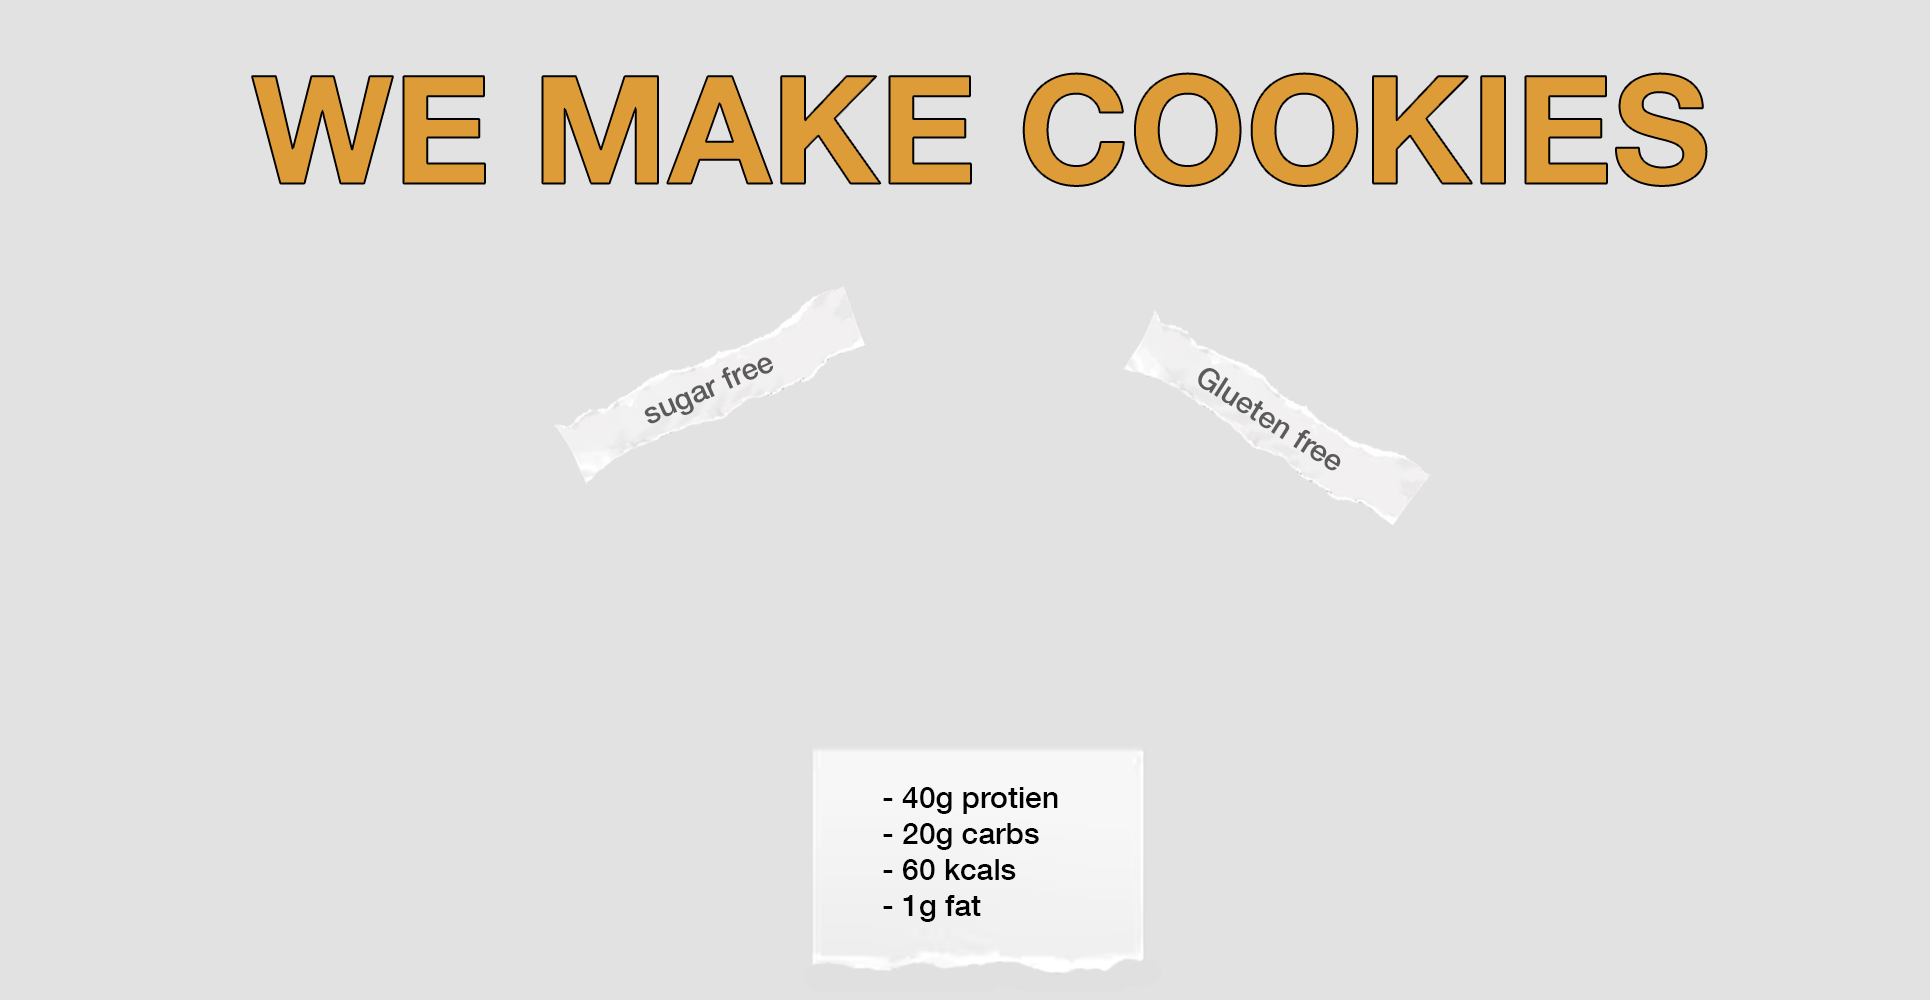 WE MAKE COOKIES
sugar free
Glueten free
- 40g protien
- 20g carbs
- 60 kcals
- 1g fat